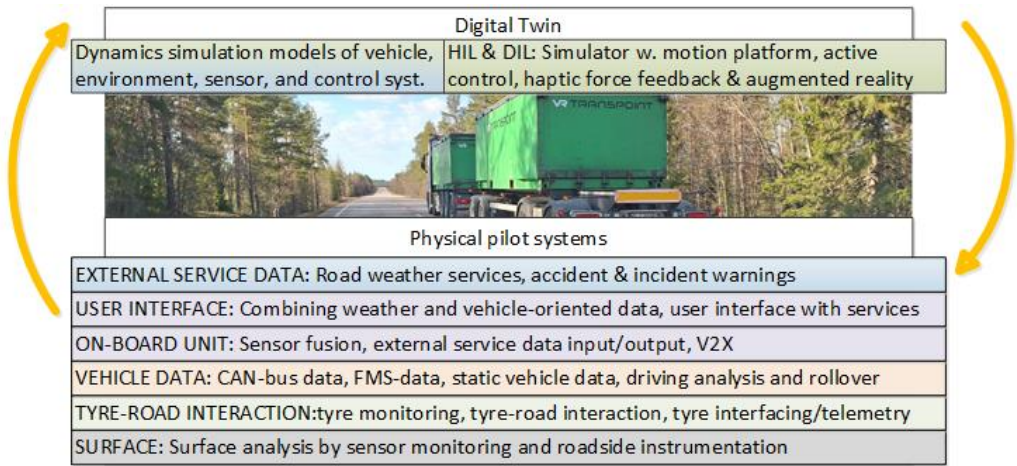 Digital Twin
Dynamics simulation models of vehicle,
environment, sensor, and control syst.
HIL & DIL: Simulator w. motion platform, active
control, haptic force feedback & augmented reality
VR TRANSPOINT
TRANSPOINT
VR
Physical pilot systems
EXTERNAL SERVICE DATA: Road weather services, accident & incident warnings
USER INTERFACE: Combining weather and vehicle-oriented data, user interface with services
ON-BOARD UNIT: Sensor fusion, external service data input/output, V2X
VEHICLE DATA: CAN-bus data, FMS-data, static vehicle data, driving analysis and rollover
TYRE-ROAD INTERACTION:tyre monitoring, tyre-road interaction, tyre interfacing/telemetry
SURFACE: Surface analysis by sensor monitoring and roadside instrumentation